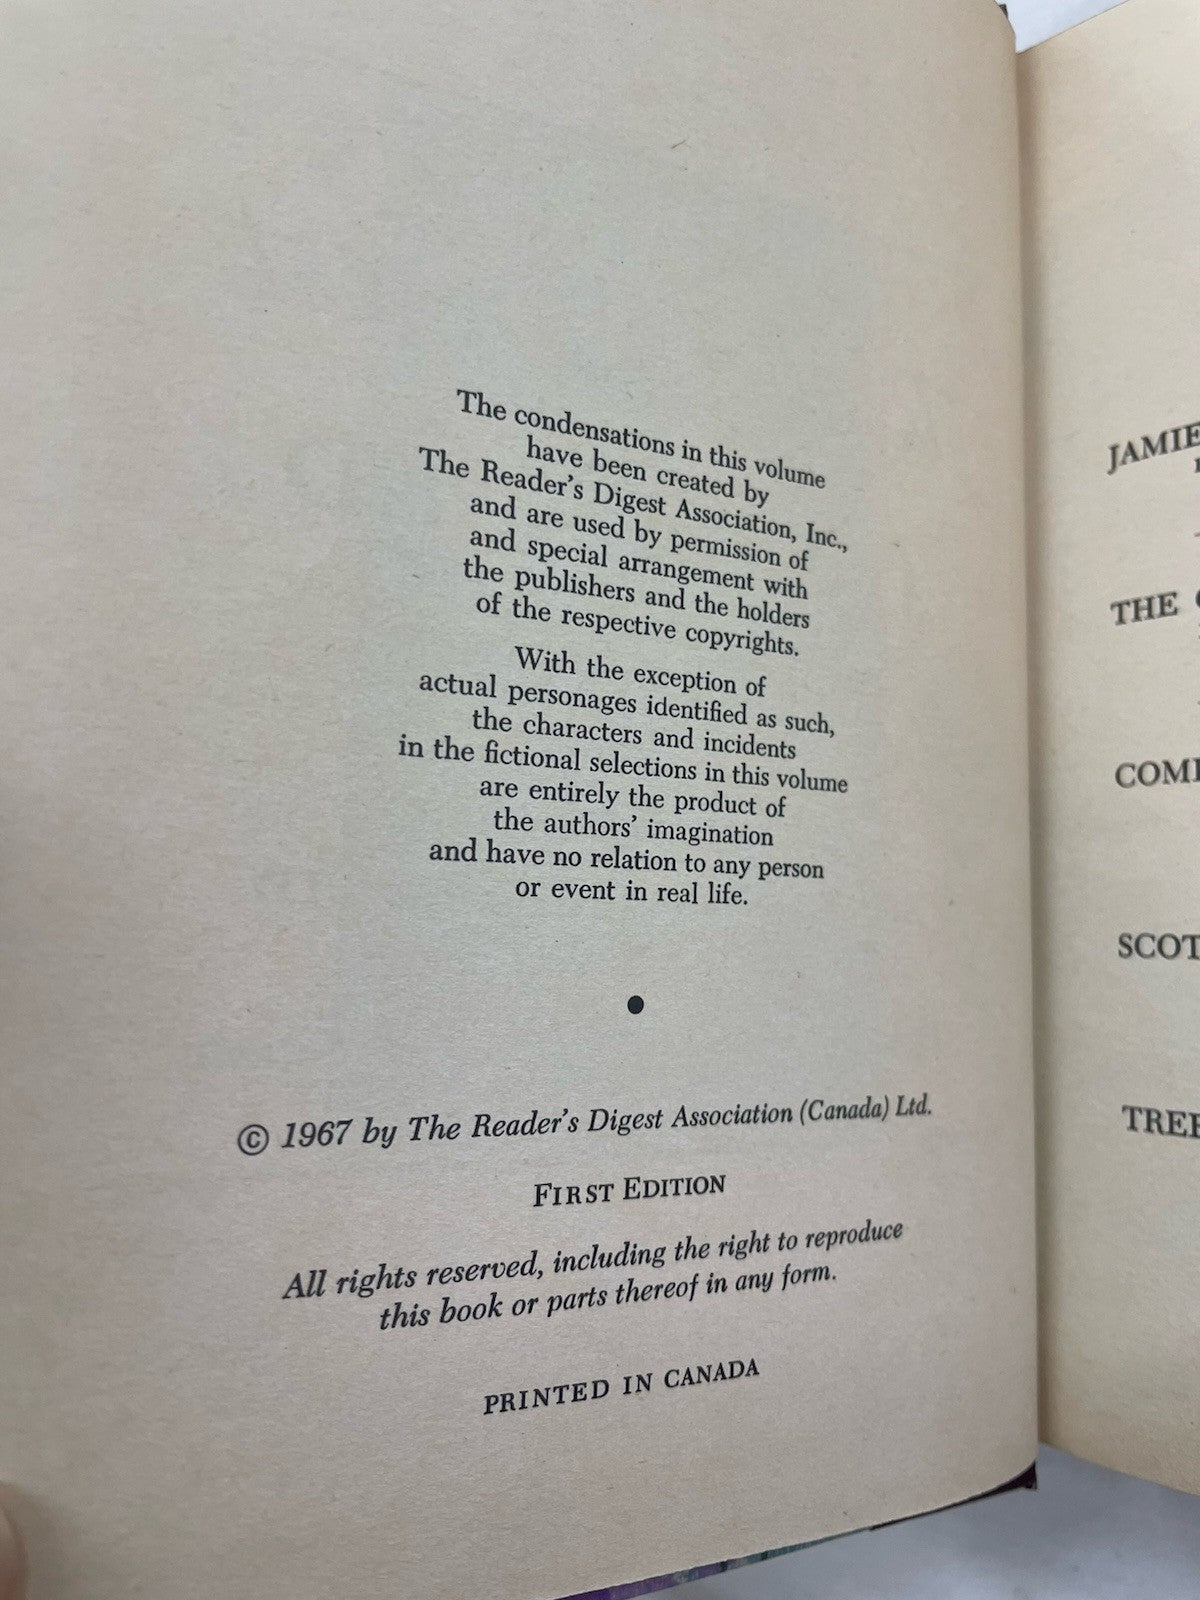 The condensations in this volume
have been created by
The Reader's Digest Association, Inc.,
and are used by permission of
and special arrangement with
the publishers and the holders
of the respective copyrights.
With the exception of
actual personages identified as such,
the characters and incidents
in the fictional selections in this volume
are entirely the product of
the authors' imagination
and have no relation to any person
or event in real life.
•
© 1967 by The Reader's Digest Association (Canada) Ltd.
FIRST EDITION
All rights reserved, including the right to reproduce
this book or parts thereof in any form.
PRINTED IN CANADA
JAMIE
THE